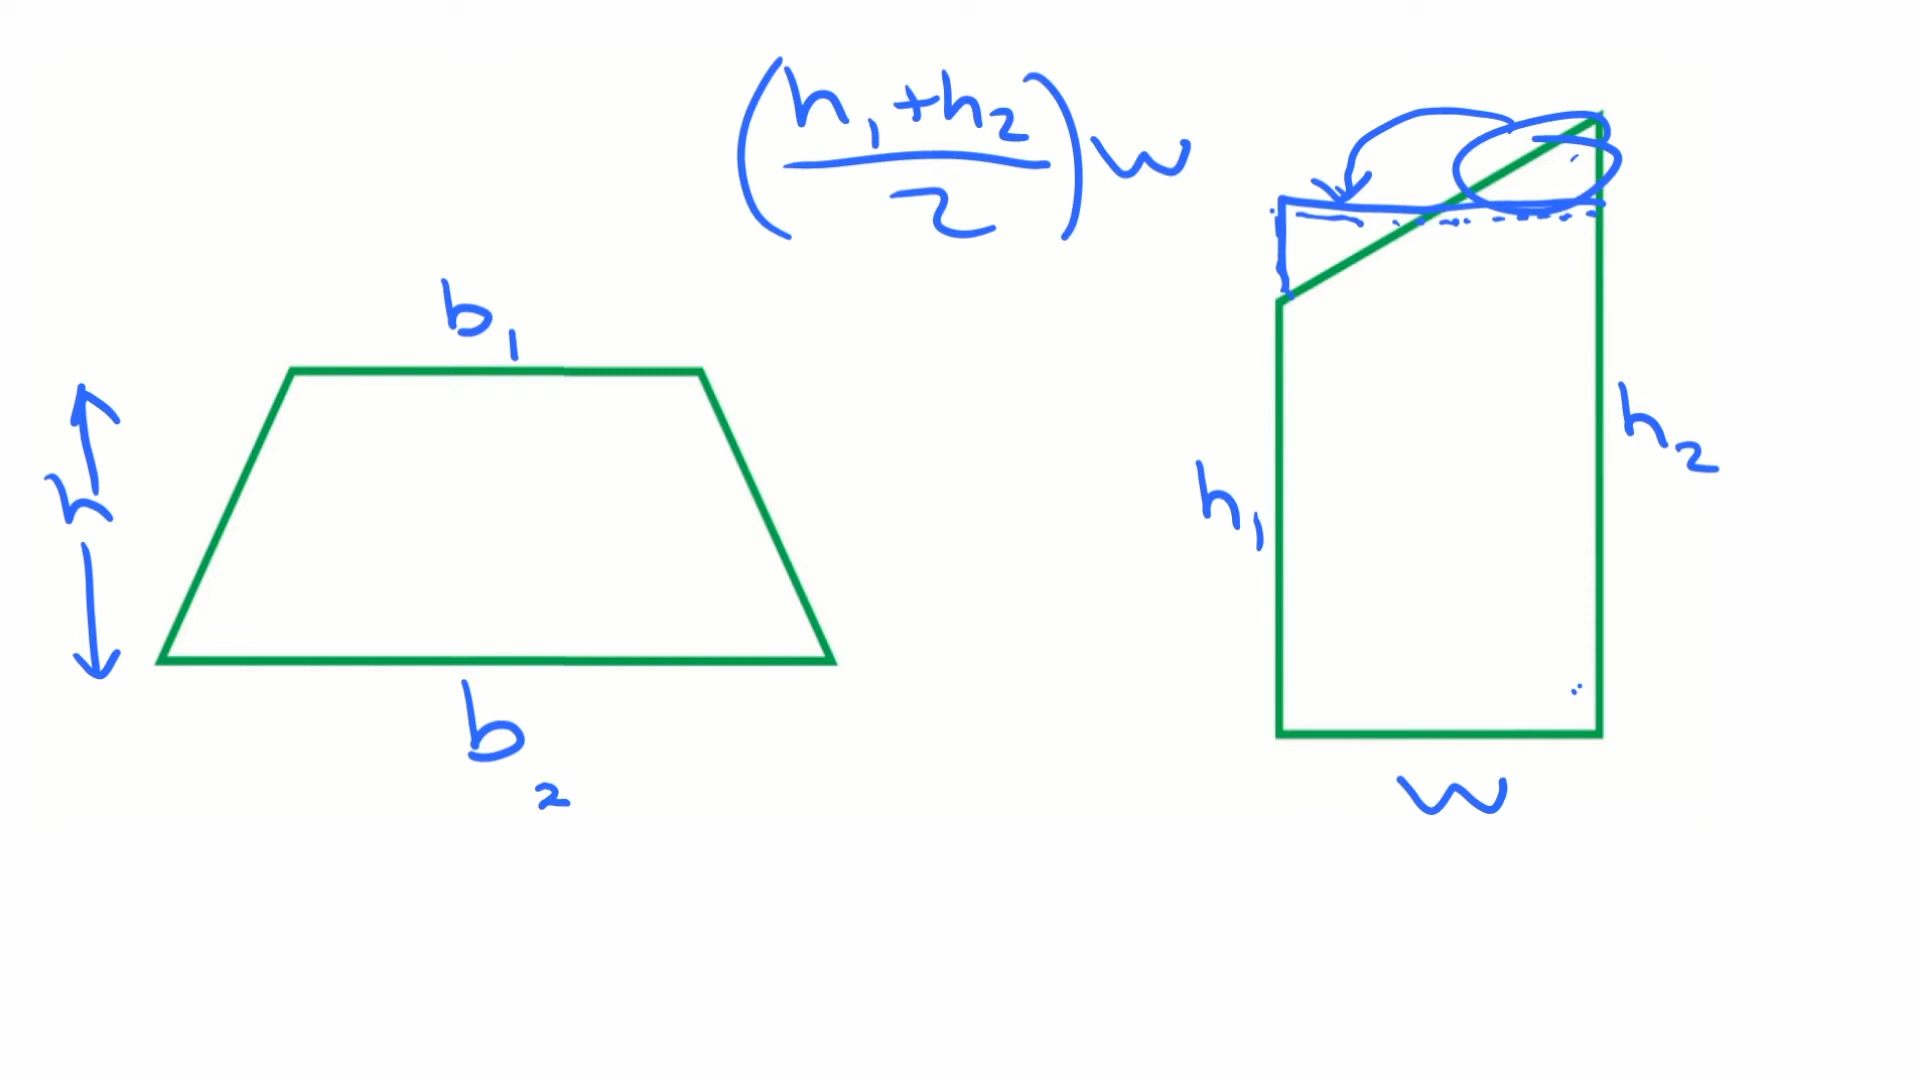 (h₁+h₂/2)w
b₁
h
b₂
h₁
h₂
w